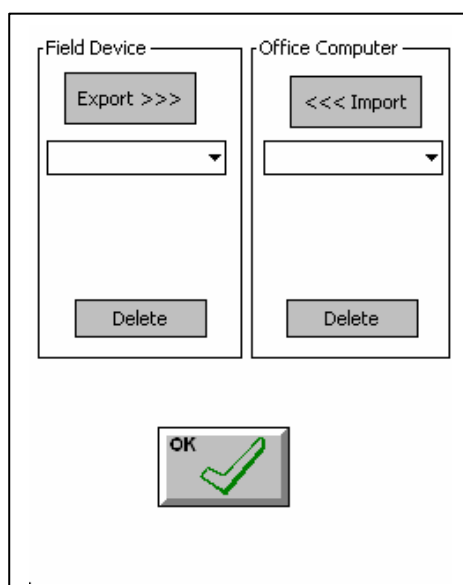 Field Device
Export >>>
Delete
Office Computer
<<< Import
Delete
OK